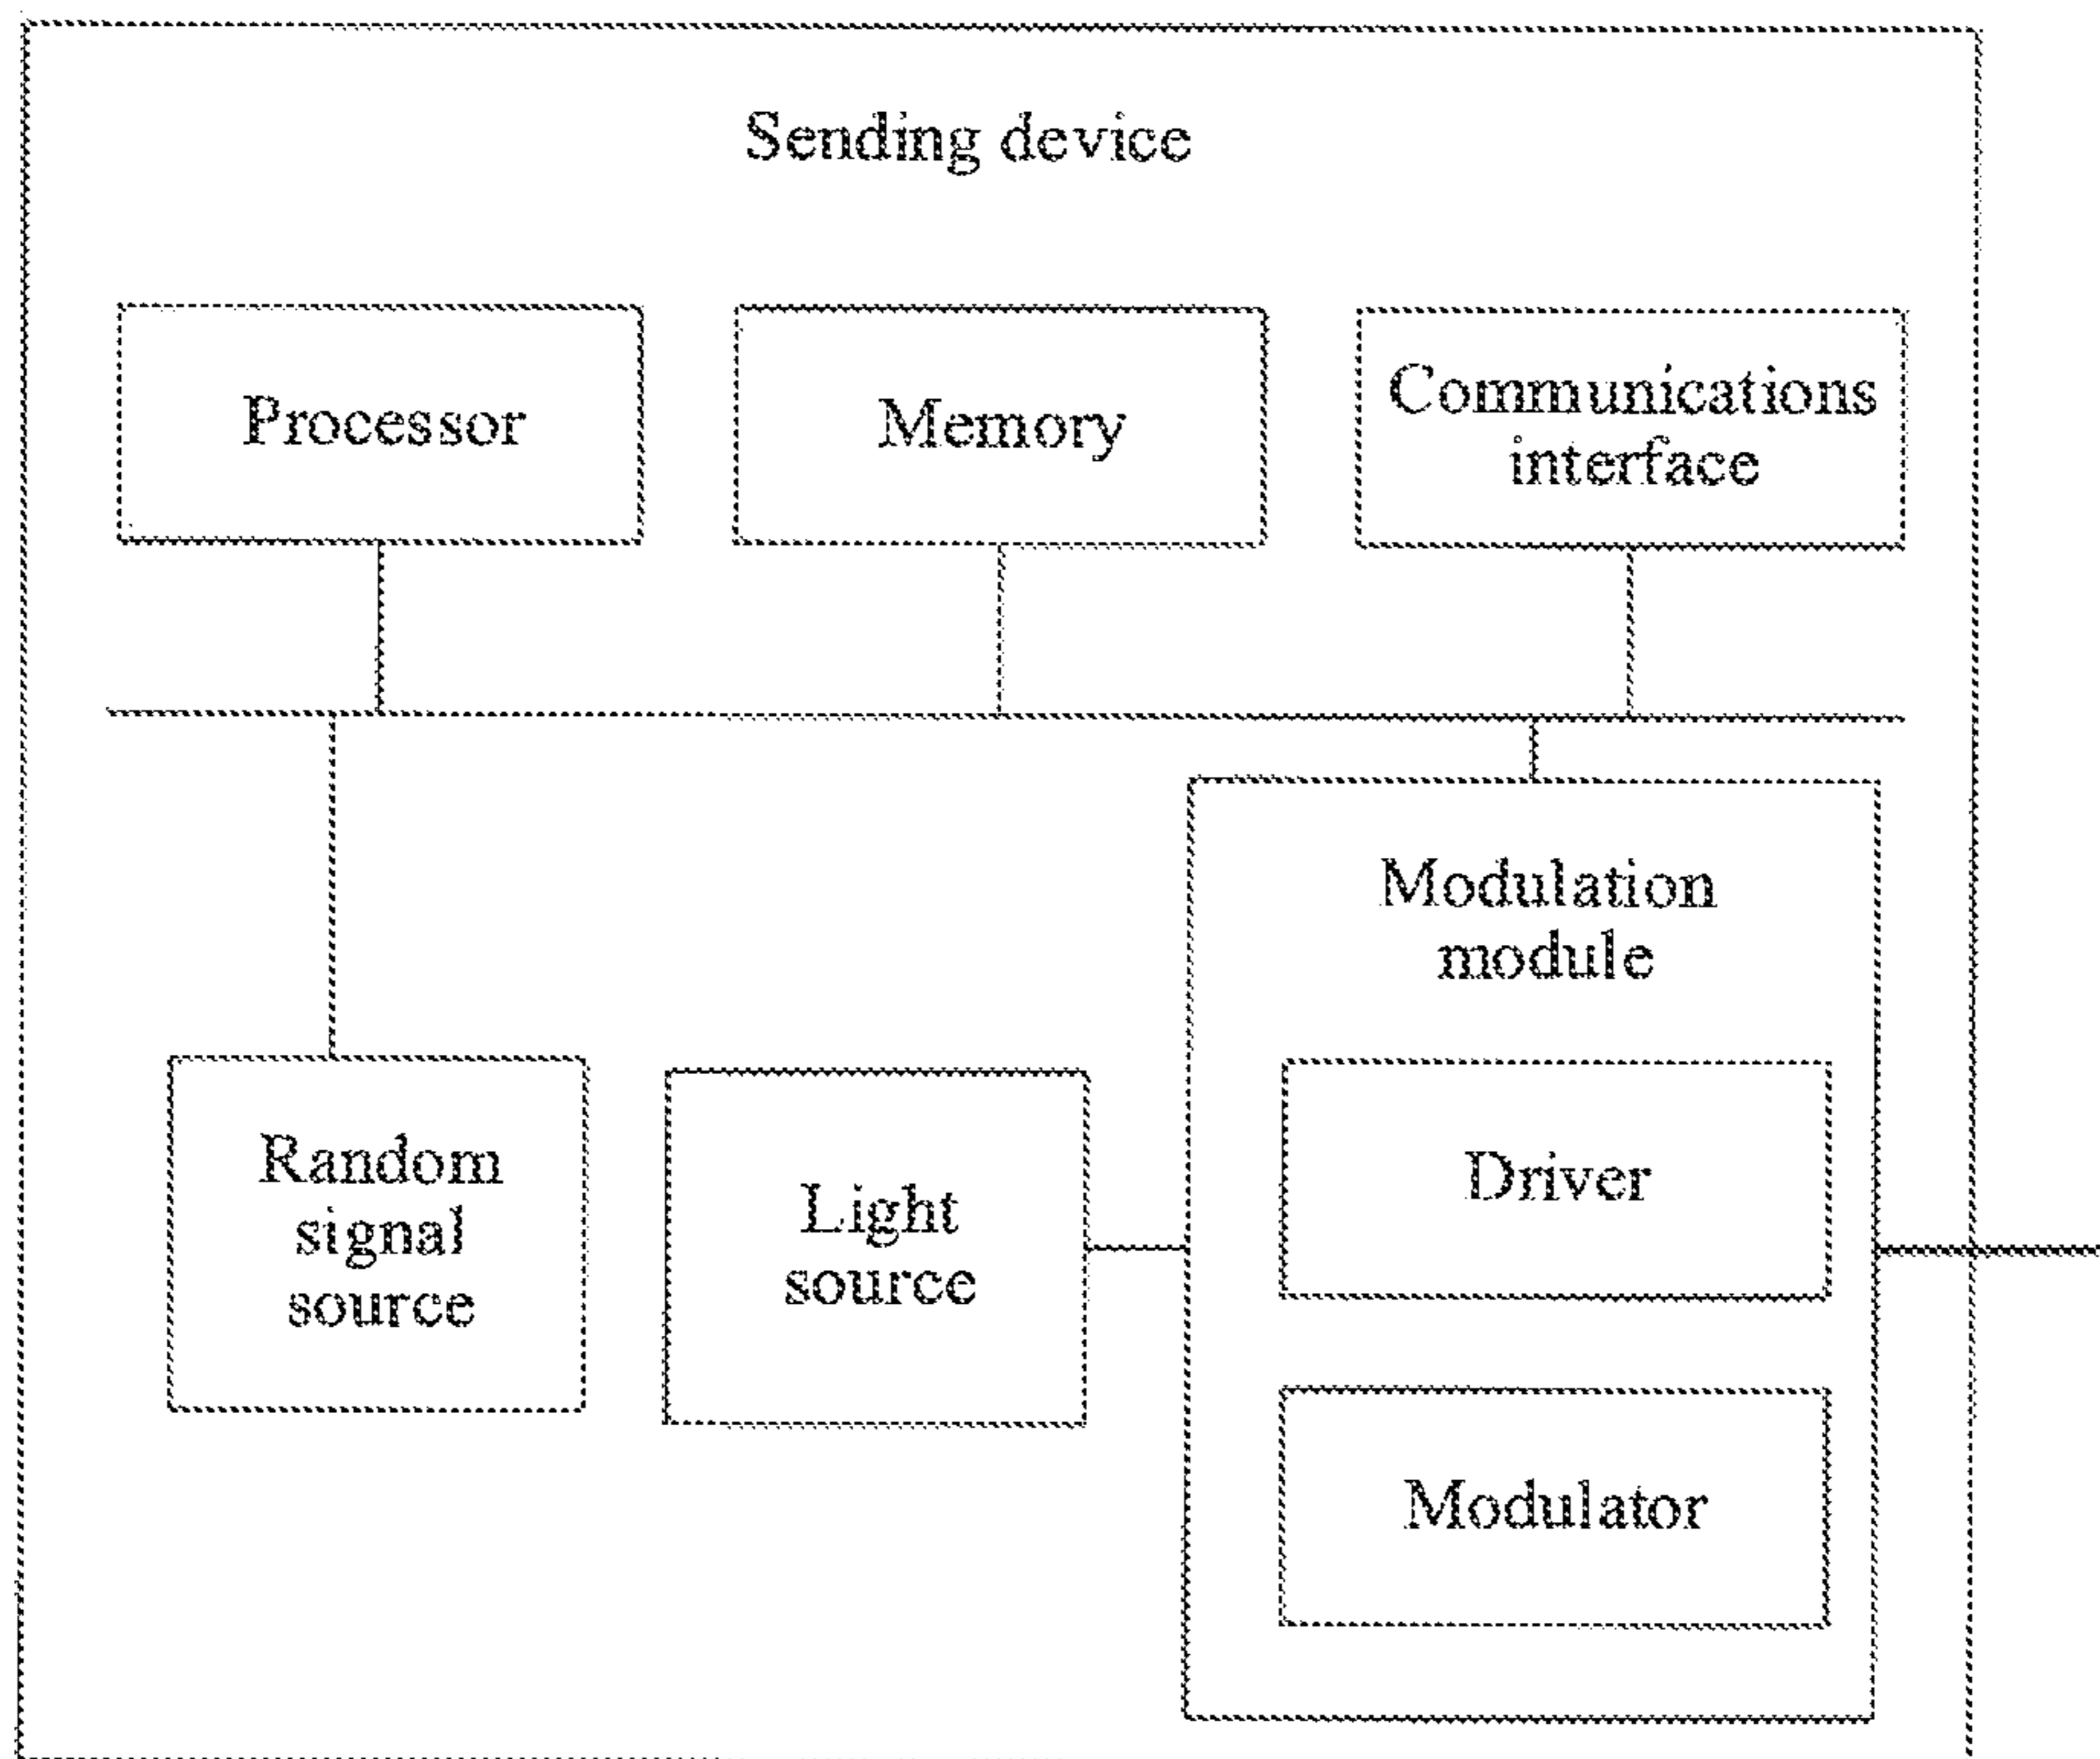 Sending device
Processor
Memory
Communications
interface
Modulation
module
Random
signal
source
Light
source
Driver
Modulator